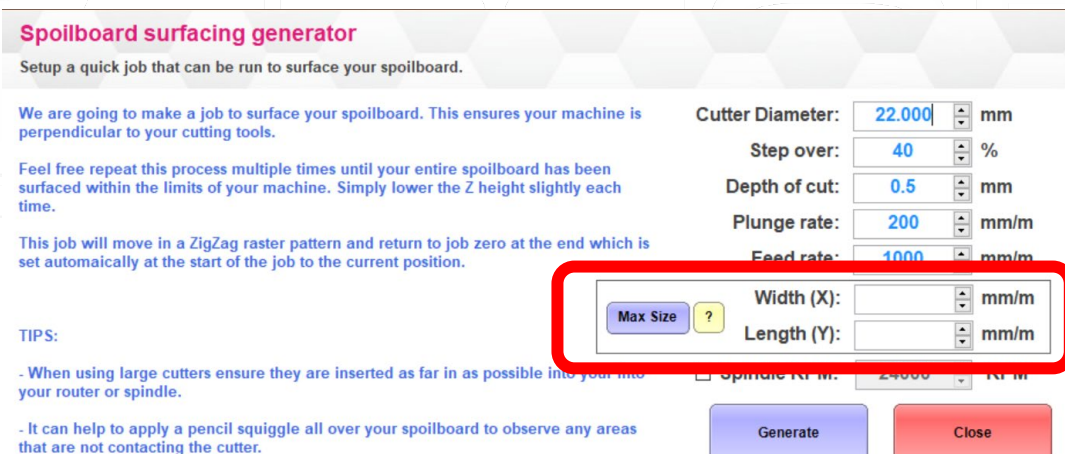 Spoilboard surfacing generator
Setup a quick job that can be run to surface your spoilboard.
We are going to make a job to surface your spoilboard. This ensures your machine is
perpendicular to your cutting tools.
Feel free repeat this process multiple times until your entire spoilboard has been
surfaced within the limits of your machine. Simply lower the Z height slightly each
time.
This job will move in a ZigZag raster pattern and return to job zero at the end which is
set automaically at the start of the job to the current position.
TIPS:
- When using large cutters ensure they are inserted as far in as possible into your into
your router or spindle.
- It can help to apply a pencil squiggle all over your spoilboard to observe any areas
that are not contacting the cutter.
Cutter Diameter: 22.000 mm
Step over: 40 %
Depth of cut: 0.5 mm
Plunge rate: 200 mm/m
Feed rate: 1000 mm/m
Max Size ? Width (X): mm/m
Length (Y): mm/m
Spindle RPM: 24000 RPM
Generate Close